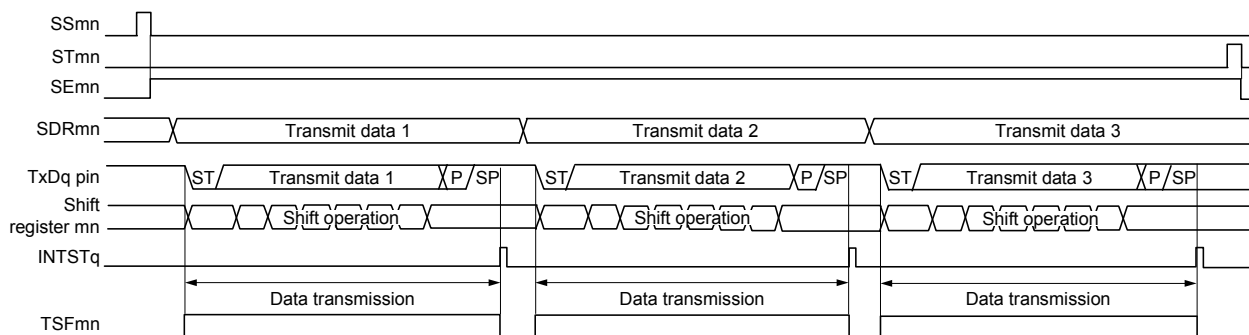 SSmn
STmn
SEmn
SDRmn Transmit data 1 Transmit data 2 Transmit data 3
TxDq pin ST Transmit data 1 P SP ST Transmit data 2 P SP ST Transmit data 3 P SP
Shift
register mn Shift operation Shift operation Shift operation
INTSTq
Data transmission Data transmission Data transmission
TSFmn